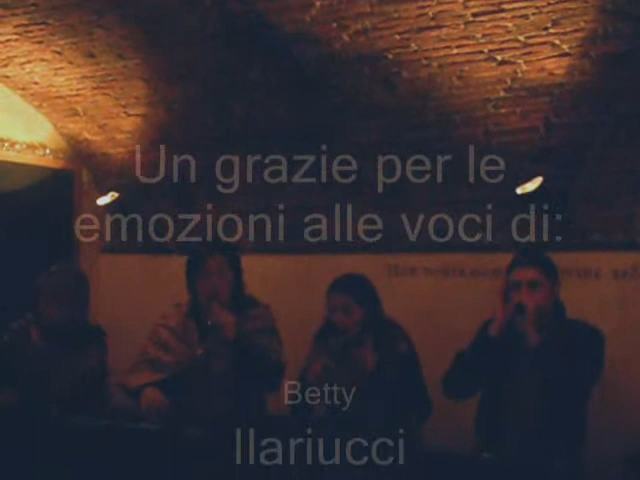 Un grazie per le
emozioni alle voci di:
Betty
Ilariucci